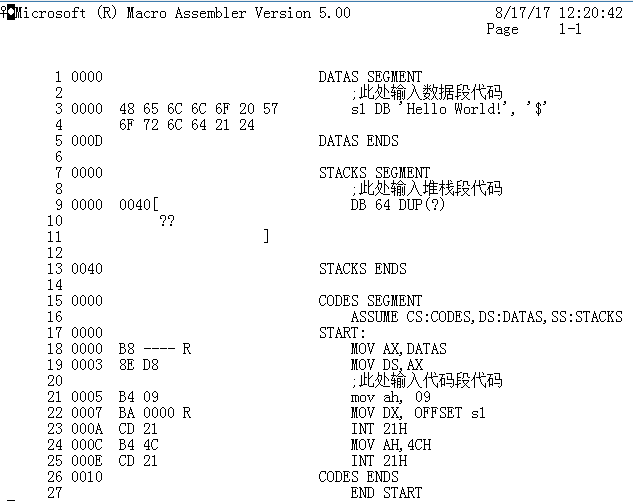 ♀◘Microsoft (R) Macro Assembler Version 5.00 8/17/17 12:20:42
Page 1-1
1 0000 DATAS SEGMENT
2 ;此处输入数据段代码
3 0000 48 65 6C 6C 6F 20 57 s1 DB 'Hello World!', '$'
4 6F 72 6C 64 21 24
5 000D DATAS ENDS
6
7 0000 STACKS SEGMENT
8 ;此处输入堆栈段代码
9 0000 0040[ DB 64 DUP(?)
10 ??
11 ]
12
13 0040 STACKS ENDS
14
15 0000 CODES SEGMENT
16 ASSUME CS:CODES,DS:DATAS,SS:STACKS
17 0000 START:
18 0000 B8 ---- R MOV AX,DATAS
19 0003 8E D8 MOV DS,AX
20 ;此处输入代码段代码
21 0005 B4 09 mov ah, 09
22 0007 BA 0000 R MOV DX, OFFSET s1
23 000A CD 21 INT 21H
24 000C B4 4C MOV AH,4CH
25 000E CD 21 INT 21H
26 0010 CODES ENDS
27 END START